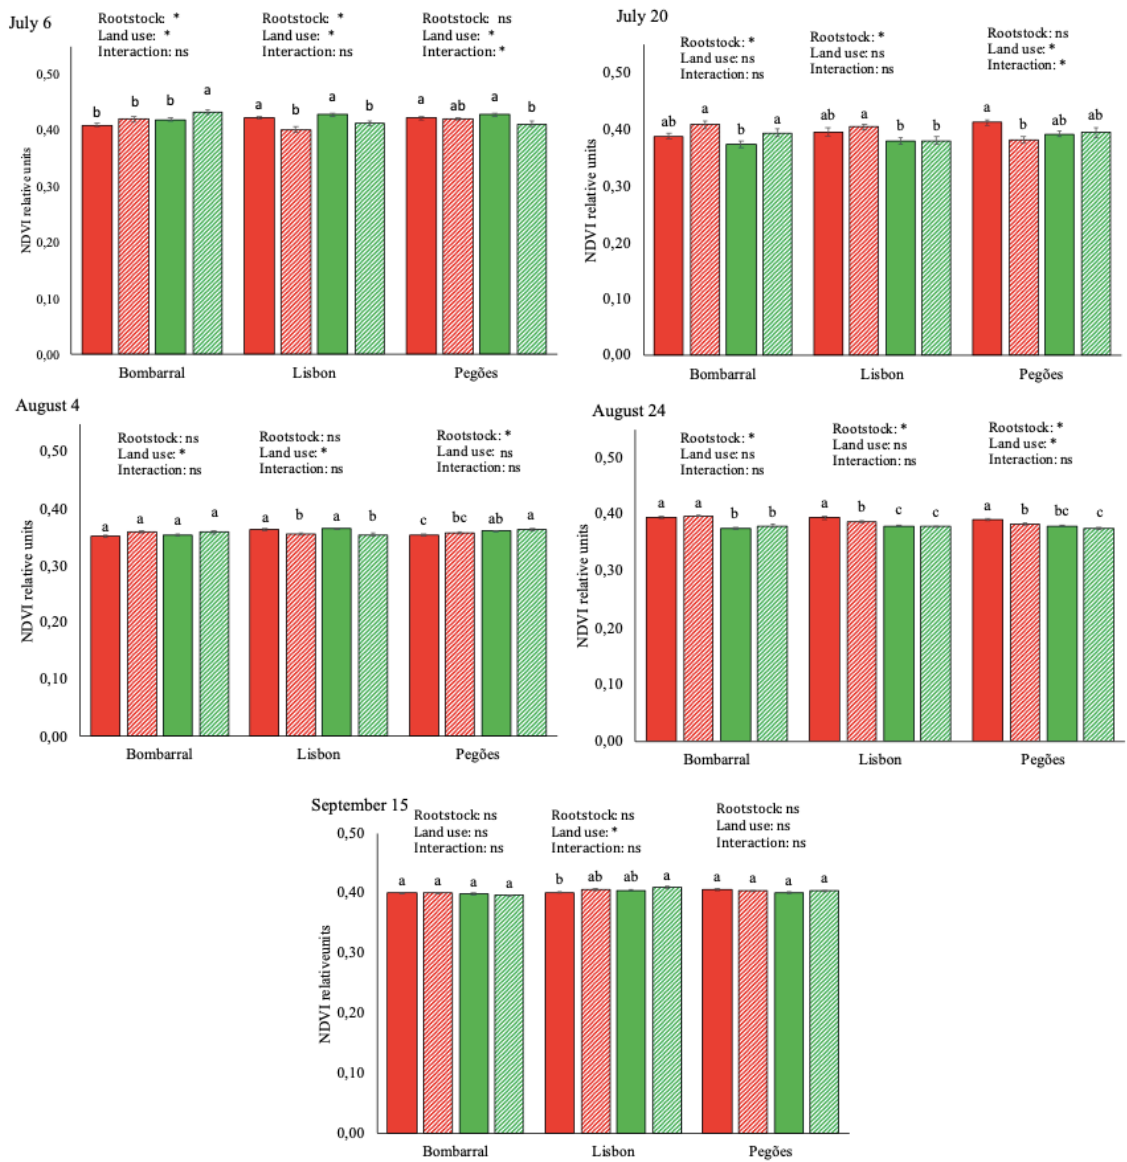 July 6
Rootstock: *
Land use: *
Interaction: ns
Rootstock: *
Land use: *
Interaction: ns
Rootstock: ns
Land use: *
Interaction: *
NDVI relative units
0,50
0,40
0,30
0,20
0,10
0,00
b b b a
a b a b
a ab a b
Bombarral Lisbon Pegões
July 20
Rootstock: *
Land use: ns
Interaction: ns
Rootstock: *
Land use: ns
Interaction: ns
Rootstock: ns
Land use: *
Interaction: *
NDVI relative units
0,50
0,40
0,30
0,20
0,10
0,00
ab a b a
ab a b b
a b ab ab
Bombarral Lisbon Pegões
August 4
Rootstock: ns
Land use: *
Interaction: ns
Rootstock: ns
Land use: *
Interaction: ns
Rootstock: *
Land use: ns
Interaction: ns
NDVI relative units
0,50
0,40
0,30
0,20
0,10
0,00
a a a a
a b a b
c bc ab a
Bombarral Lisbon Pegões
August 24
Rootstock: *
Land use: ns
Interaction: ns
Rootstock: *
Land use: ns
Interaction: ns
Rootstock: *
Land use: *
Interaction: ns
NDVI relative units
0,50
0,40
0,30
0,20
0,10
0,00
a a b b
a b c c
a b bc c
Bombarral Lisbon Pegões
September 15
Rootstock: ns
Land use: ns
Interaction: ns
Rootstock: ns
Land use: *
Interaction: ns
Rootstock: ns
Land use: ns
Interaction: ns
NDVI relativeunits
0,50
0,40
0,30
0,20
0,10
0,00
a a a a
b ab ab a
a a a a
Bombarral Lisbon Pegões